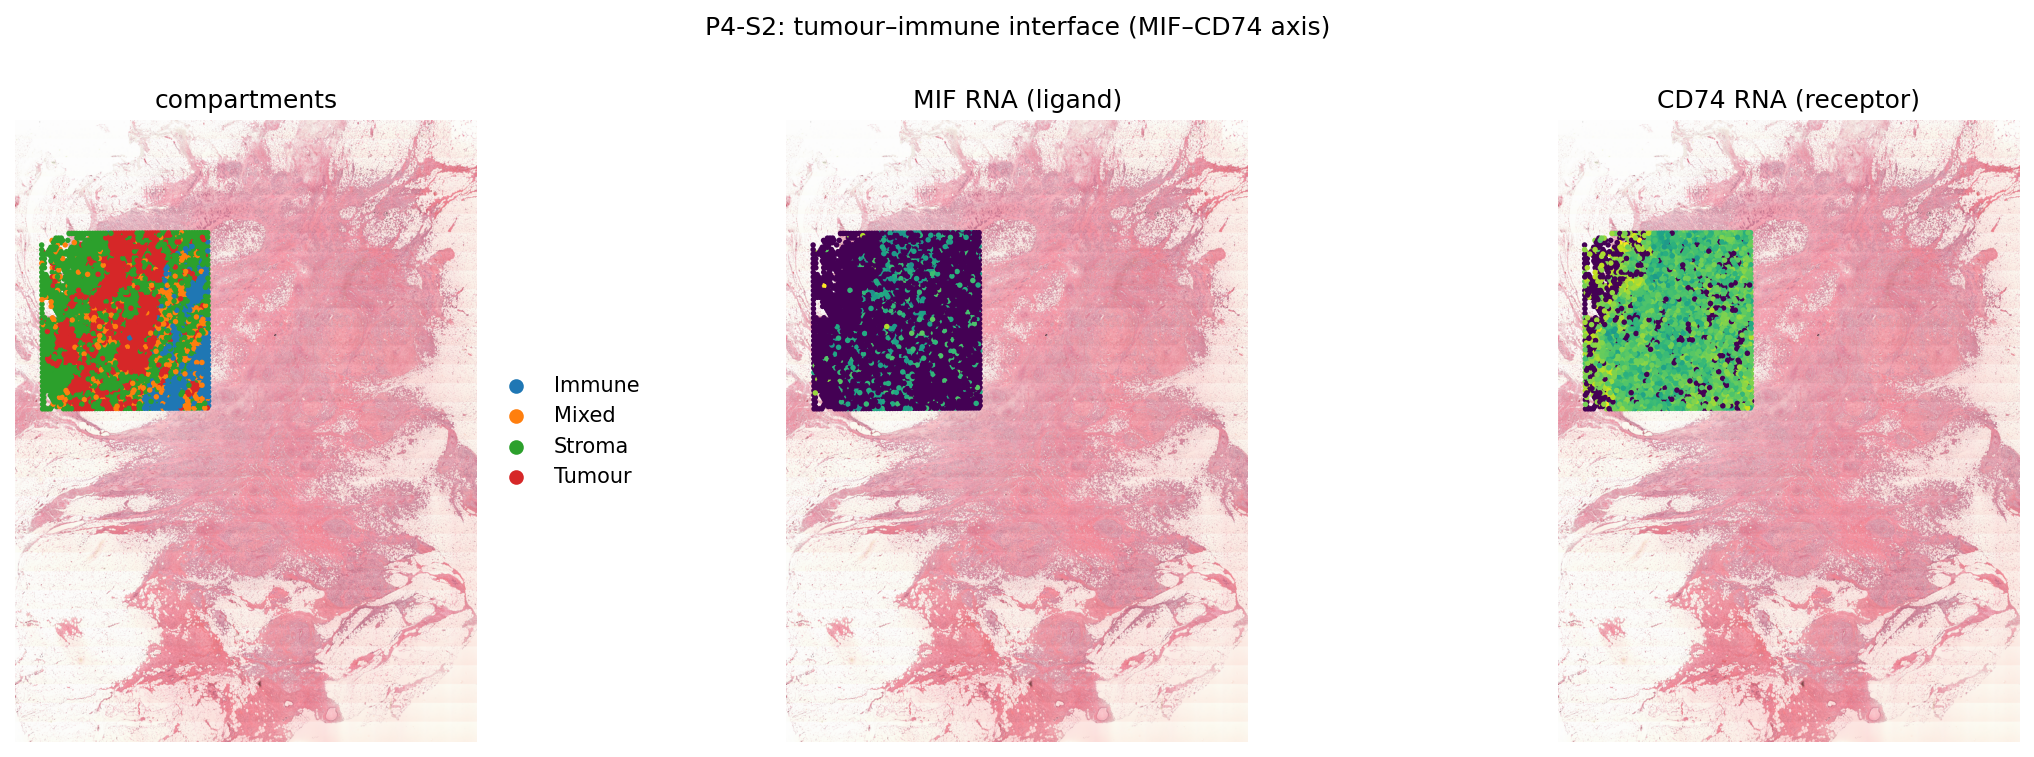 P4-S2: tumour–immune interface (MIF–CD74 axis)
compartments
MIF RNA (ligand)
CD74 RNA (receptor)
Immune
Mixed
Stroma
Tumour